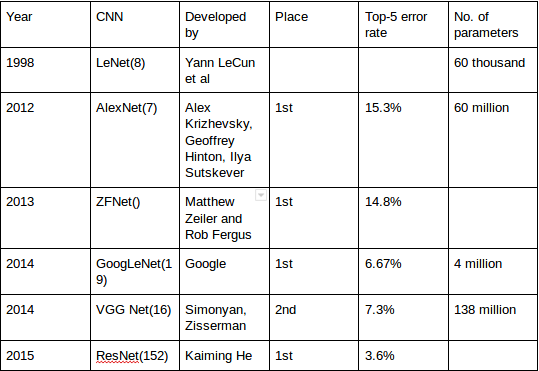 Year CNN Developed by Place Top-5 error rate No. of parameters
1998 LeNet(8) Yann LeCun et al 60 thousand
2012 AlexNet(7) Alex Krizhevsky, Geoffrey Hinton, Ilya Sutskever 1st 15.3% 60 million
2013 ZFNet() Matthew Zeiler and Rob Fergus 1st 14.8%
2014 GoogLeNet(19) Google 1st 6.67% 4 million
2014 VGG Net(16) Simonyan, Zisserman 2nd 7.3% 138 million
2015 ResNet(152) Kaiming He 1st 3.6%